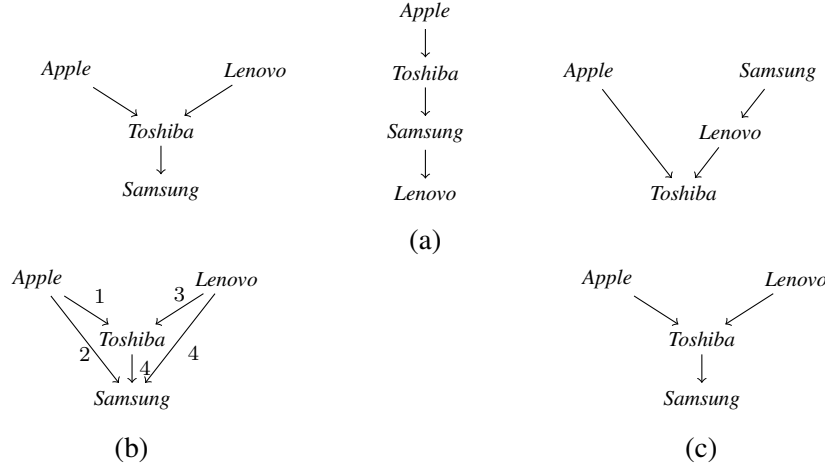 Apple
Apple Lenovo
Toshiba
Samsung
Toshiba
Samsung
Lenovo
Apple Samsung
Lenovo
Toshiba
(a)
Apple Lenovo
1 3
Toshiba
2 4 4
Samsung
(b)
Apple Lenovo
Toshiba
Samsung
(c)